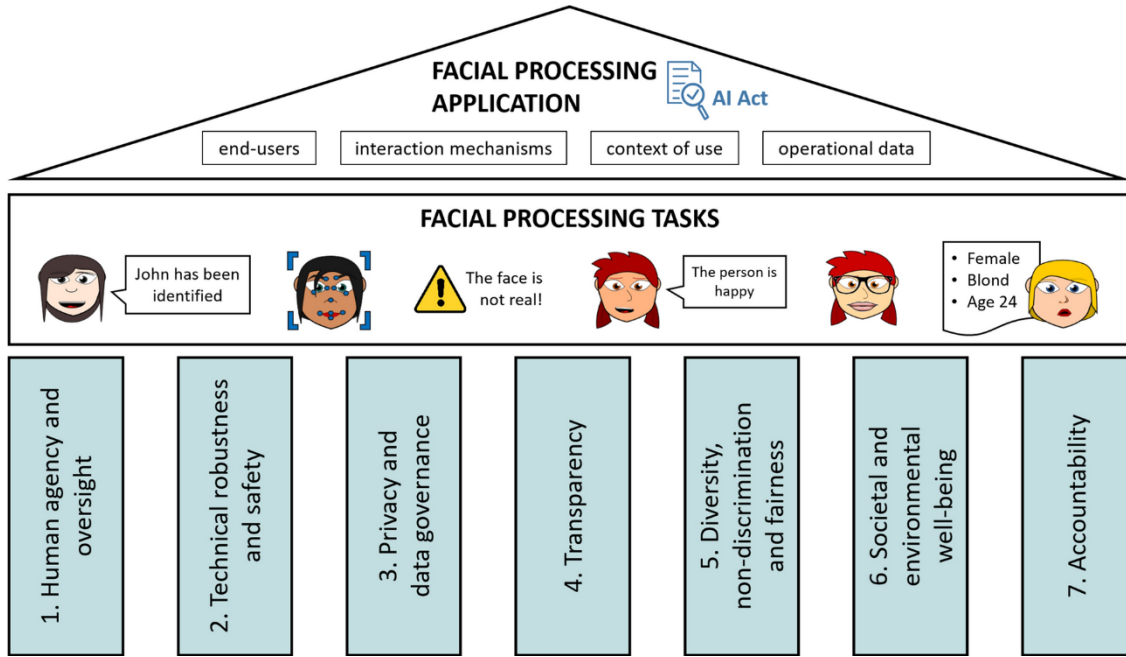 FACIAL PROCESSING
APPLICATION
AI Act
end-users
interaction mechanisms
context of use
operational data
FACIAL PROCESSING TASKS
John has been
identified
The face is
not real!
The person is
happy
• Female
• Blond
• Age 24
1. Human agency and
oversight
2. Technical robustness
and safety
3. Privacy and
data governance
4. Transparency
5. Diversity,
non-discrimination
and fairness
6. Societal and
environmental
well-being
7. Accountability